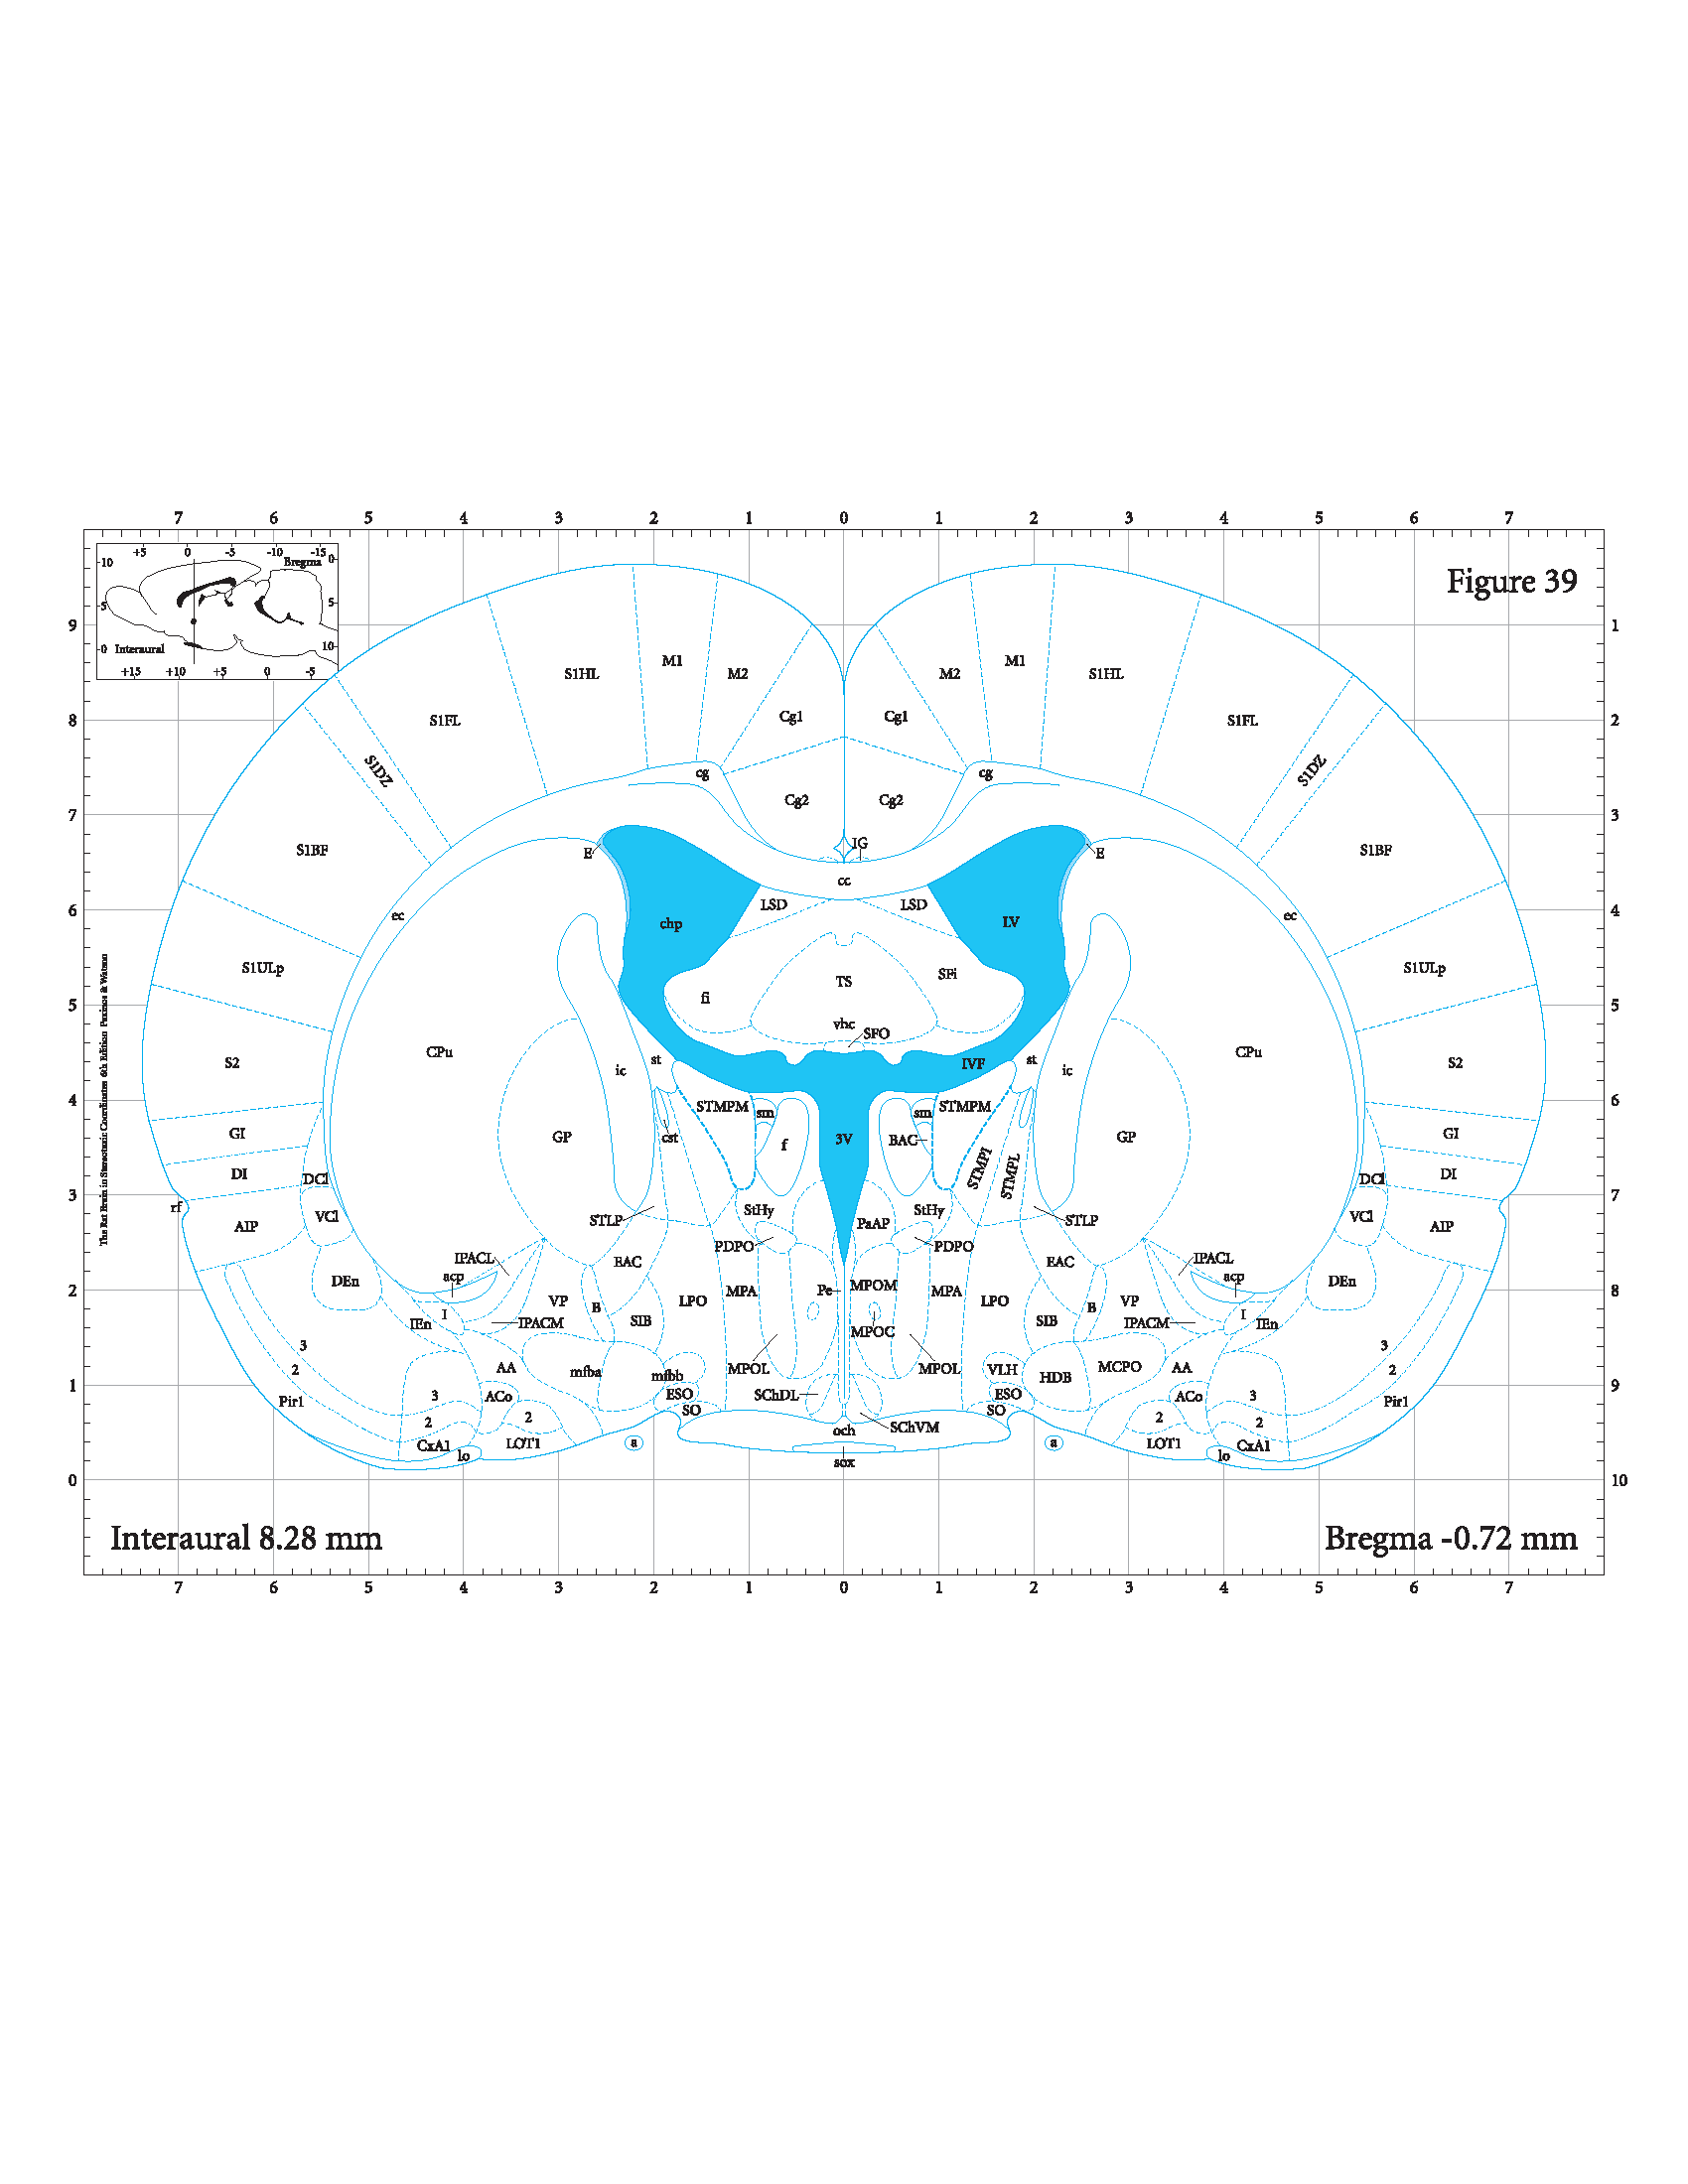 7 6 5 4 3 2 1 0 1 2 3 4 5 6 7
+5 0 -5 -10 -15
10 Bregma 0
5 5
0 Interaural 10
+15 +10 +5 0 -5
Figure 39
9 1
M1 M1
S1HL M2 M2 S1HL
8 S1FL Cg1 Cg1 S1FL 2
S1DZ cg cg S1DZ
Cg2 Cg2
7 3
S1BF E IG E S1BF
cc
6 ec LSD LSD ec 4
chp LV
S1ULp SFi S1ULp
TS
fi
5 5
vhc
SFO
CPu st IVF st CPu
S2 ic ic S2
4 6
STMPM sm sm STMPM
GI GP cst f 3V BAC GP GI
STMPI STMPL
DI DCl DCl DI
3 7
rf StHy StHy
AIP VCl STLP PaAP STLP VCl AIP
PDPO PDPO
IPACL EAC EAC IPACL
DEn acp acp DEn
2 MPA Pe MPOM MPA 8
VP B LPO LPO B VP
I SIB SIB I
IEn IPACM MPOC IPACM IEn
3 3
2 AA mfba mfbb MPOL MPOL VLH HDB MCPO AA 2
1 9
Pir1 3 ACo ESO SChDL ESO ACo 3 Pir1
2 2 SO SO 2 2
och SChVM
CxA1 LOT1 a a LOT1 CxA1
lo sox lo
0 10
The Rat Brain in Stereotaxic Coordinates 6th Edition Paxinos & Watson
Interaural 8.28 mm Bregma -0.72 mm
7 6 5 4 3 2 1 0 1 2 3 4 5 6 7